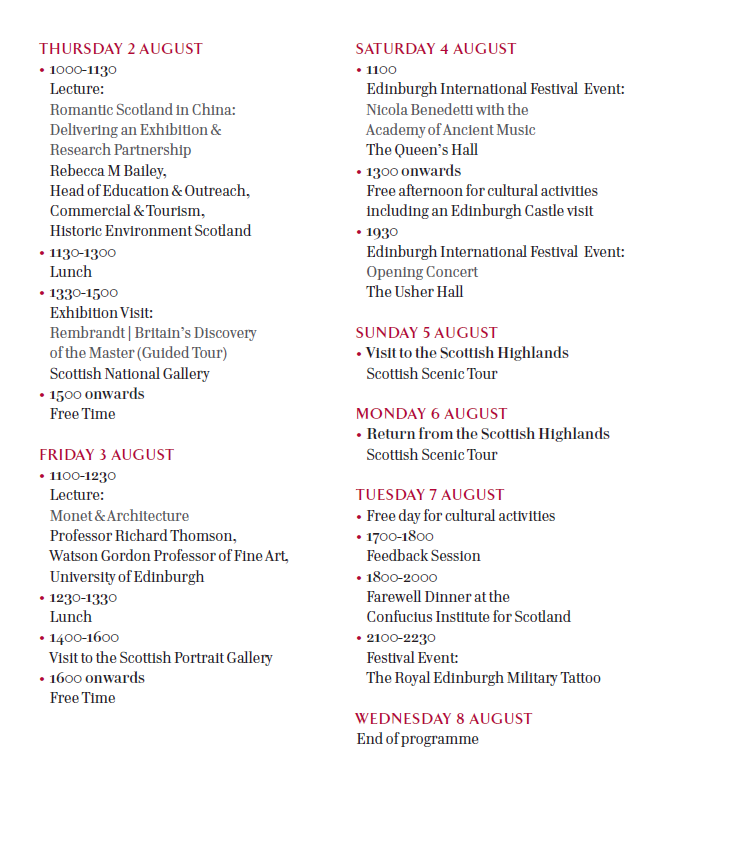 THURSDAY 2 AUGUST
• 1000-1130
Lecture:
Romantic Scotland in China:
Delivering an Exhibition &
Research Partnership
Rebecca M Bailey,
Head of Education & Outreach,
Commercial & Tourism,
Historic Environment Scotland
• 1130-1300
Lunch
• 1330-1500
Exhibition Visit:
Rembrandt | Britain's Discovery
of the Master (Guided Tour)
Scottish National Gallery
• 1500 onwards
Free Time
FRIDAY 3 AUGUST
• 1100-1230
Lecture:
Monet & Architecture
Professor Richard Thomson,
Watson Gordon Professor of Fine Art,
University of Edinburgh
• 1230-1330
Lunch
• 1400-1600
Visit to the Scottish Portrait Gallery
• 1600 onwards
Free Time
SATURDAY 4 AUGUST
• 1100
Edinburgh International Festival Event:
Nicola Benedetti with the
Academy of Ancient Music
The Queen's Hall
• 1300 onwards
Free afternoon for cultural activities
including an Edinburgh Castle visit
• 1930
Edinburgh International Festival Event:
Opening Concert
The Usher Hall
SUNDAY 5 AUGUST
• Visit to the Scottish Highlands
Scottish Scenic Tour
MONDAY 6 AUGUST
• Return from the Scottish Highlands
Scottish Scenic Tour
TUESDAY 7 AUGUST
• Free day for cultural activities
• 1700-1800
Feedback Session
• 1800-2000
Farewell Dinner at the
Confucius Institute for Scotland
• 2100-2230
Festival Event:
The Royal Edinburgh Military Tattoo
WEDNESDAY 8 AUGUST
End of programme